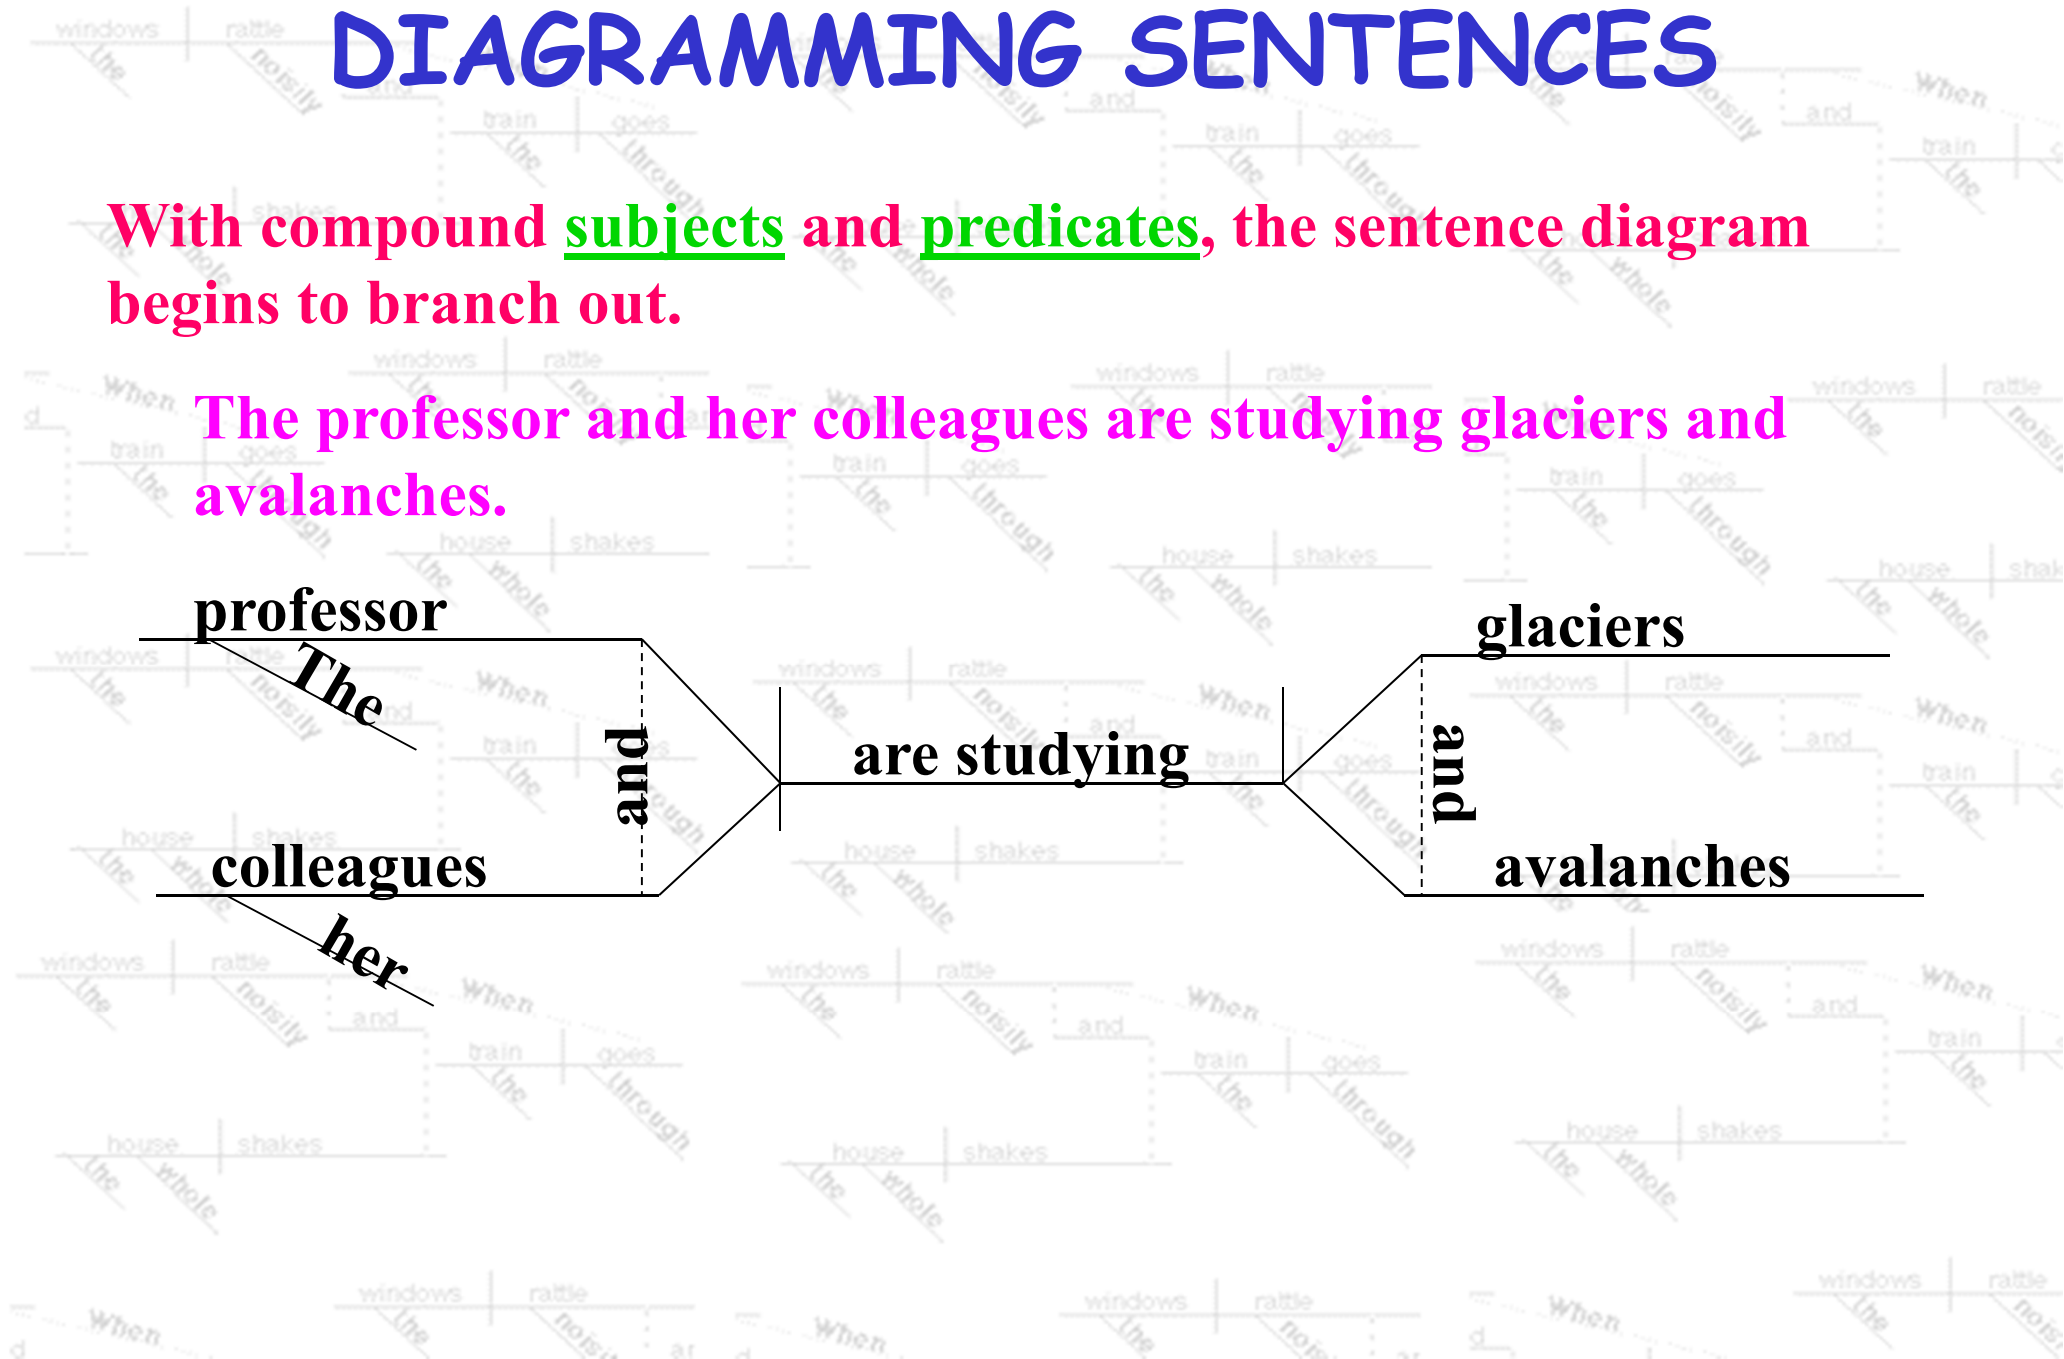 DIAGRAMMING SENTENCES
With compound subjects and predicates, the sentence diagram
begins to branch out.
The professor and her colleagues are studying glaciers and
avalanches.
professor
The
and
colleagues
her
are studying
glaciers
and
avalanches